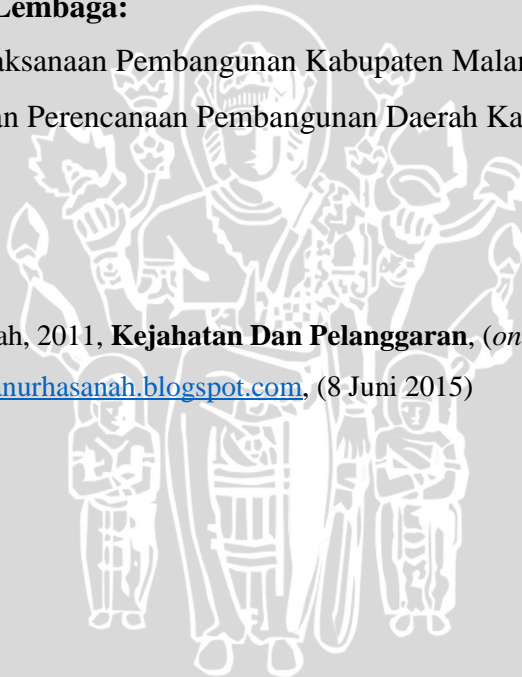 Lembaga:
aksanaan Pembangunan Kabupaten Malan
an Perencanaan Pembangunan Daerah Ka
ah, 2011, Kejahatan Dan Pelanggaran, (on
anurhasanah.blogspot.com, (8 Juni 2015)